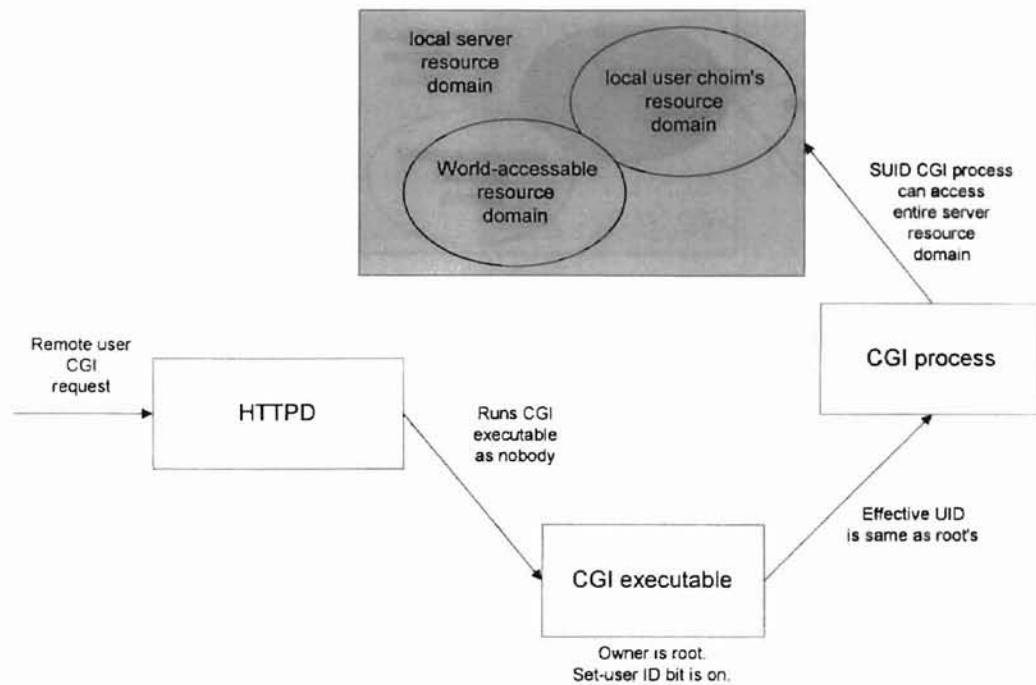 local server
resource
domain
local user choim's
resource
domain
World-accessable
resource
domain
SUID CGI process
can access
entire server
resource
domain
Remote user
CGI
request
HTTPD
Runs CGI
executable
as nobody
CGI process
Effective UID
is same as root's
CGI executable
Owner is root.
Set-user ID bit is on.